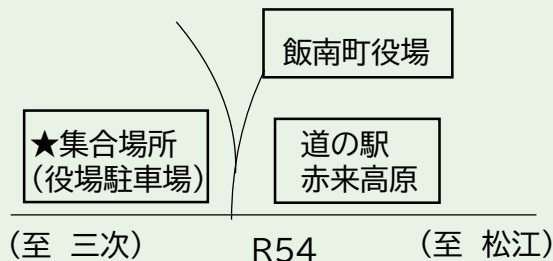 飯南町役場
★集合場所
（役場駐車場）
道の駅
赤来高原
（至 三次）
R54
（至 松江）